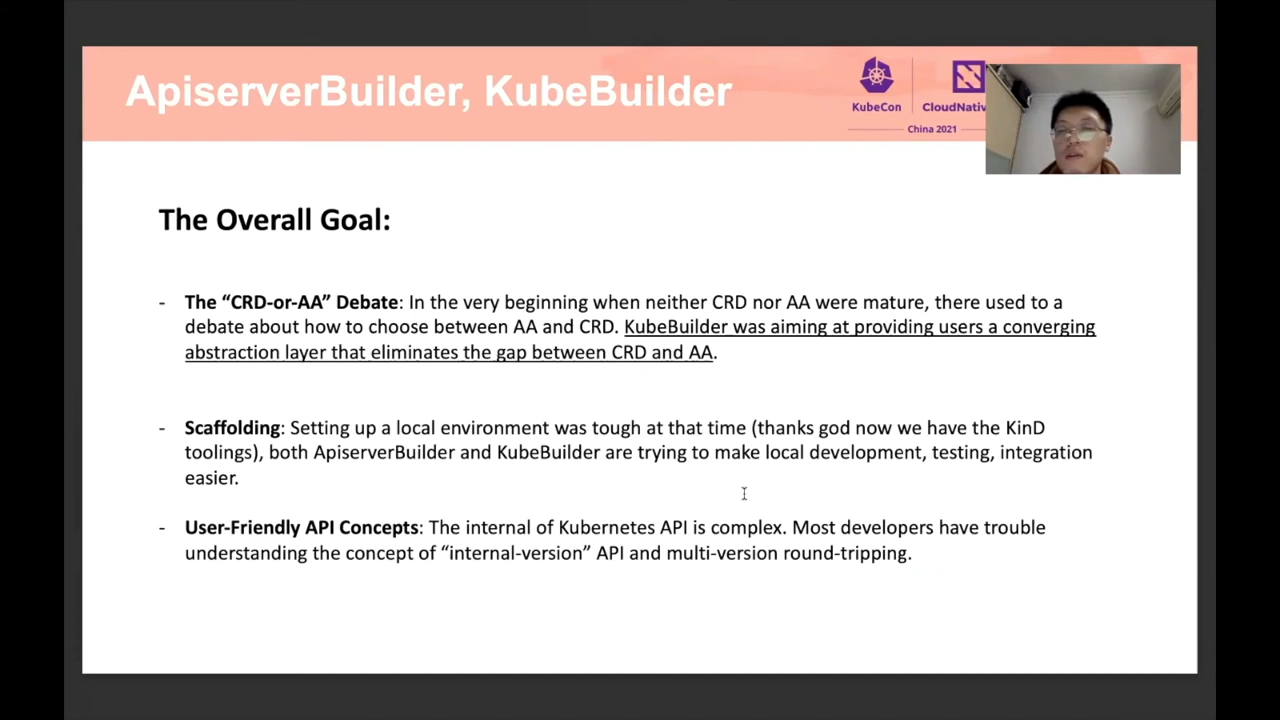 ApiserverBuilder, KubeBuilder
KubeCon
CloudNativ
China 2021
The Overall Goal:
- The “CRD-or-AA” Debate: In the very beginning when neither CRD nor AA were mature, there used to a
debate about how to choose between AA and CRD. KubeBuilder was aiming at providing users a converging
abstraction layer that eliminates the gap between CRD and AA.
- Scaffolding: Setting up a local environment was tough at that time (thanks god now we have the KinD
toolings), both ApiserverBuilder and KubeBuilder are trying to make local development, testing, integration
easier.
- User-Friendly API Concepts: The internal of Kubernetes API is complex. Most developers have trouble
understanding the concept of “internal-version” API and multi-version round-tripping.